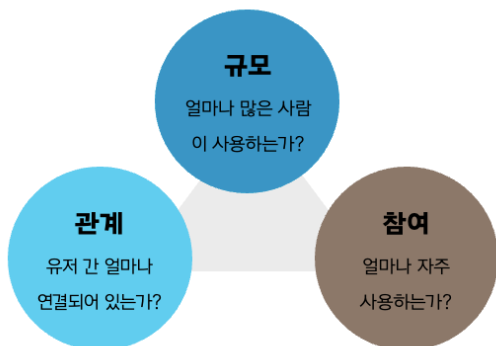 규모
얼마나 많은 사람
이 사용하는가?
관계
유저 간 얼마나
연결되어 있는가?
참여
얼마나 자주
사용하는가?